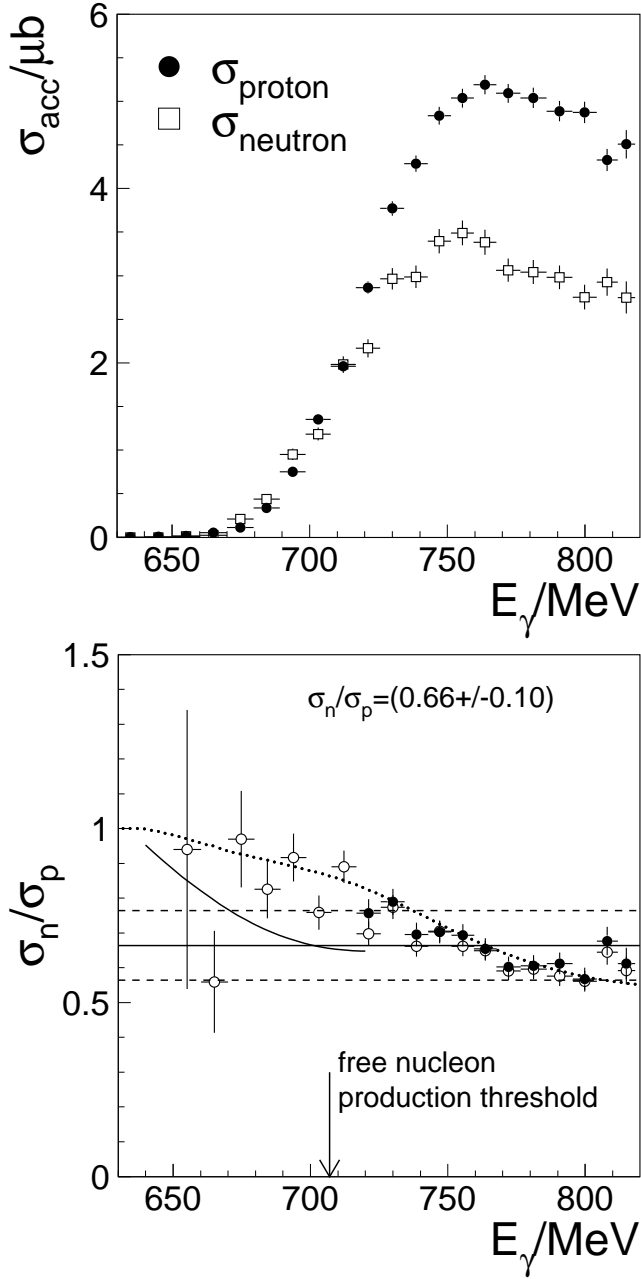 6
4
2
0
σacc/μb
σproton
σneutron
650
700
750
800
Eγ/MeV
1.5
1
0.5
0
σn/σp
σn/σp=(0.66+/-0.10)
free nucleon
production threshold
650
700
750
800
Eγ/MeV